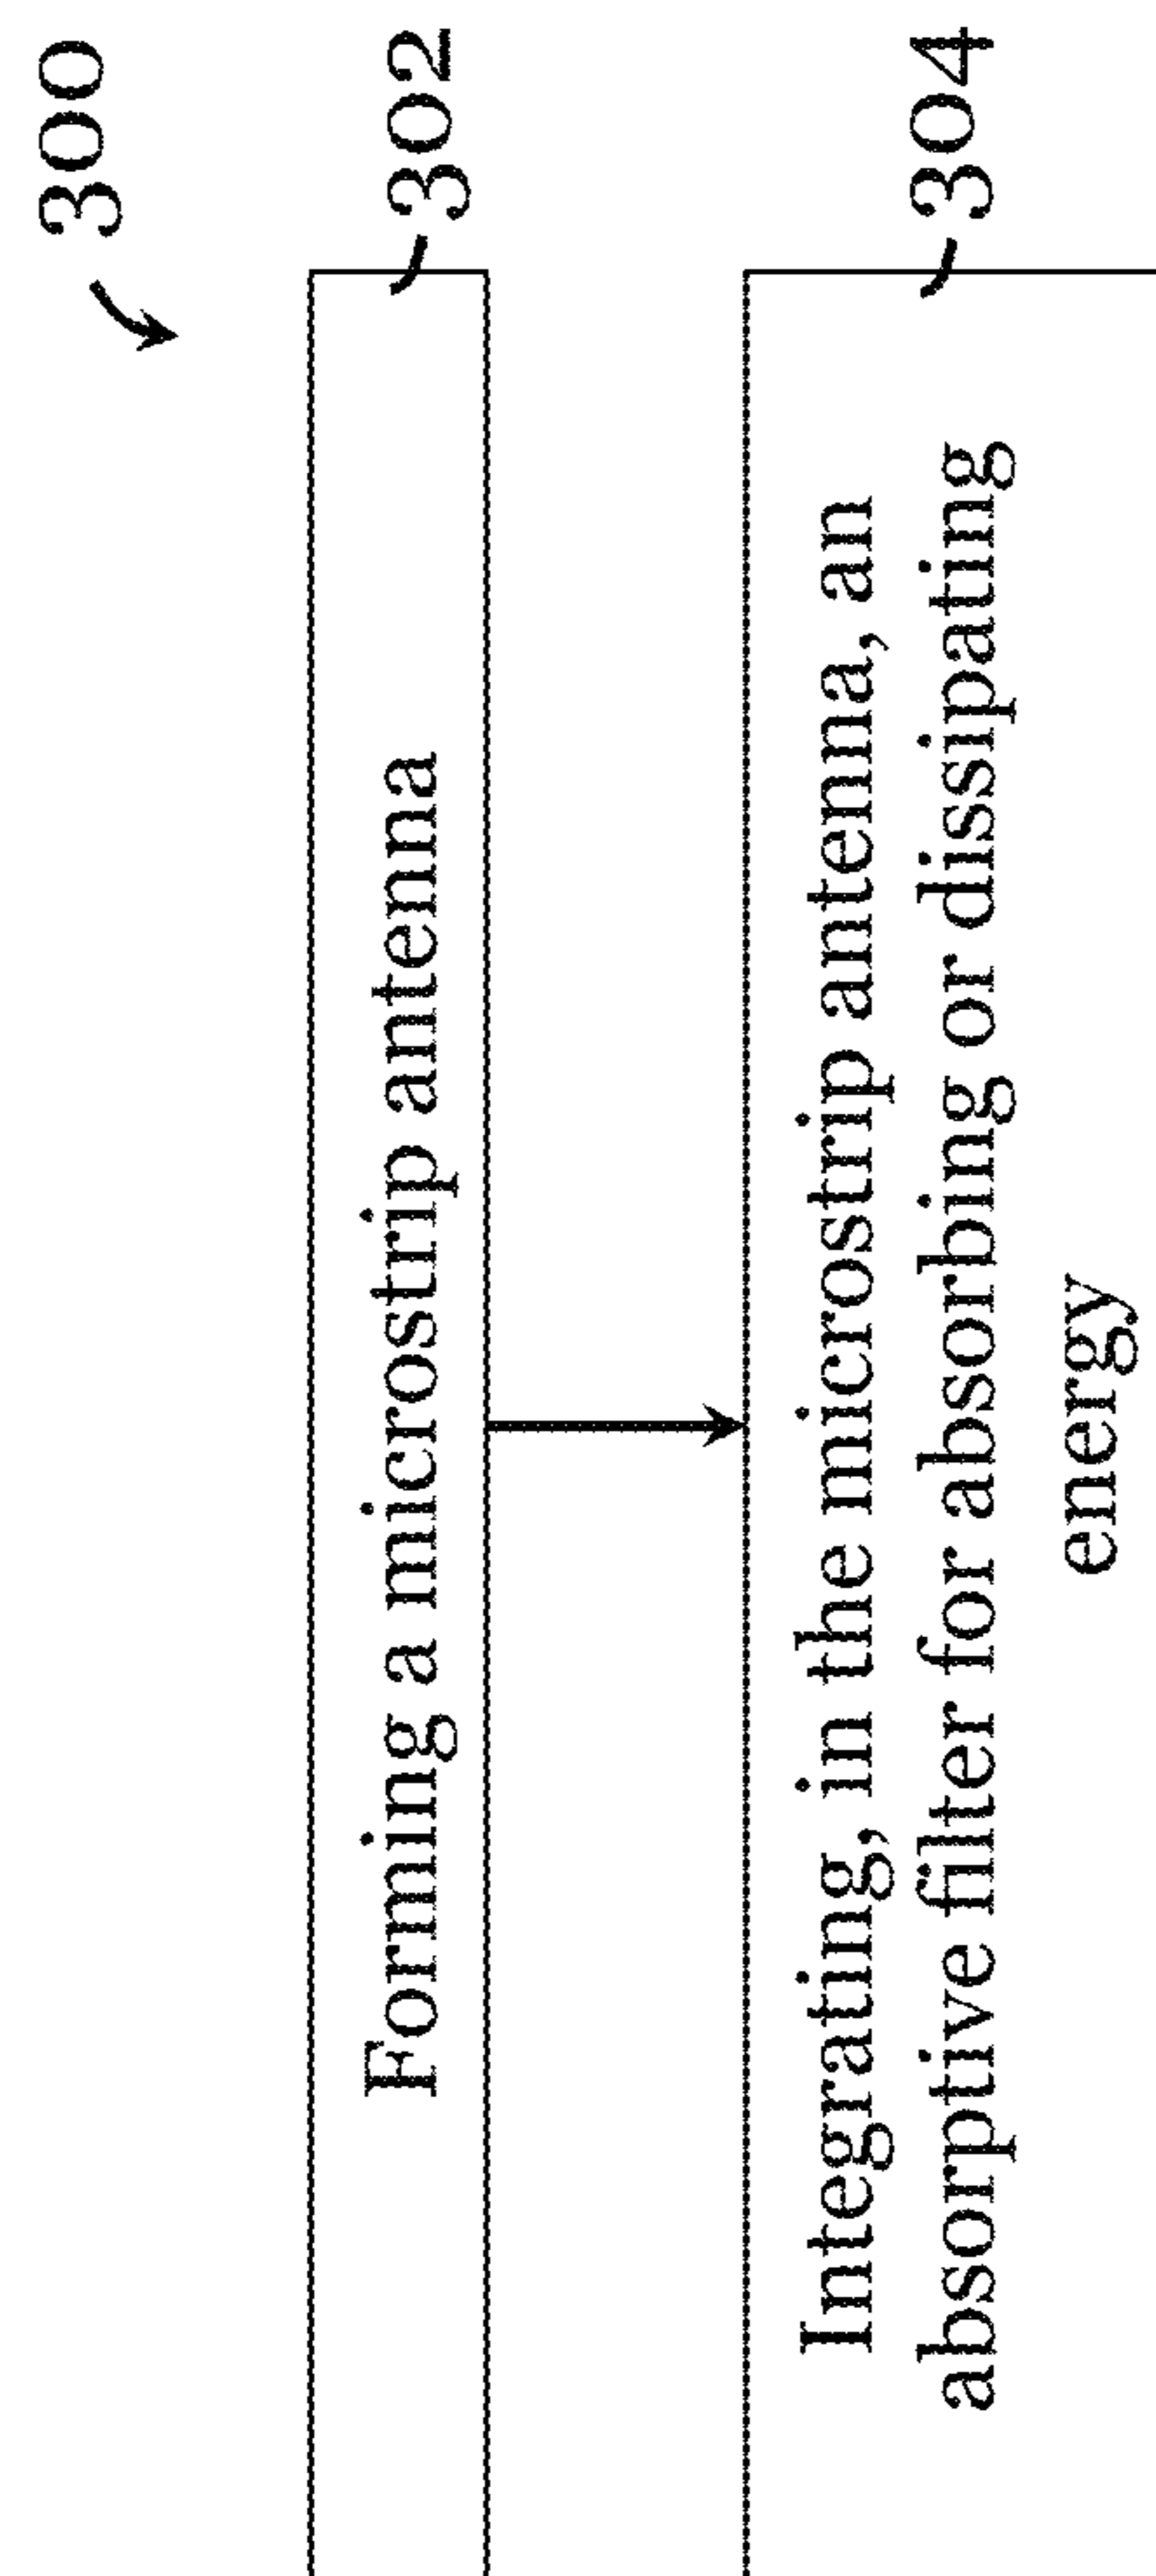 300
302
Forming a microstrip antenna
304
Integrating, in the microstrip antenna, an
absorptive filter for absorbing or dissipating
energy